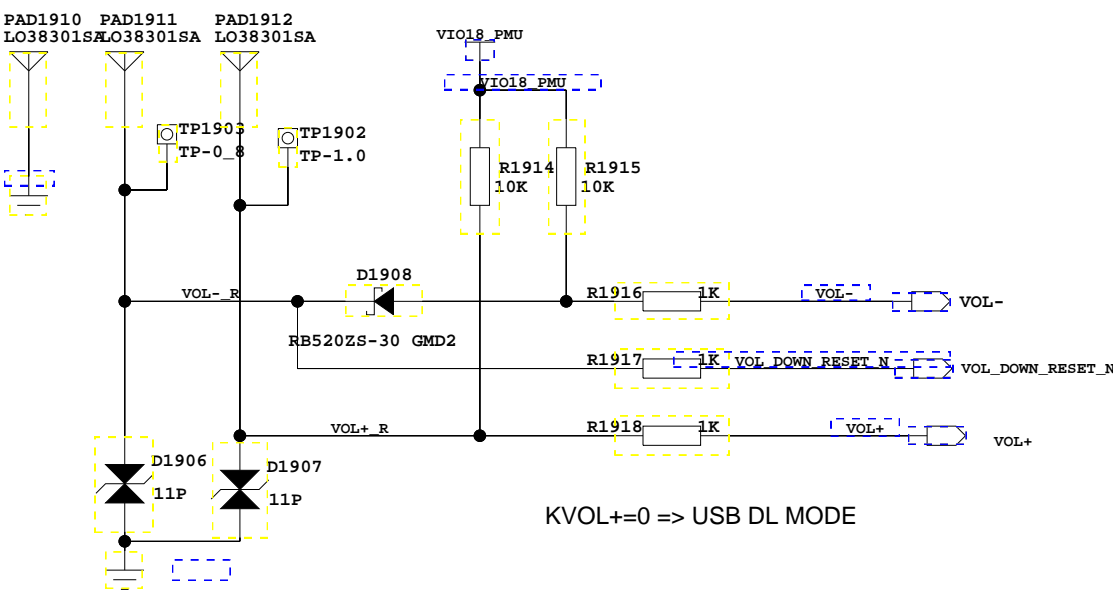 PAD1910 PAD1911 PAD1912
LO38301SA LO38301SA LO38301SA
VIO18_PMU
VIO18_PMU
TP1903 TP1902
TP-0_8 TP-1.0
R1914 R1915
10K 10K
D1908
VOL-_R
R1916 1K VOL- VOL-
RB520ZS-30 GMD2
R1917 1K VOL_DOWN_RESET_N VOL_DOWN_RESET_N
VOL+_R R1918 1K VOL+ VOL+
D1906 D1907
11P 11P
KVOL+=0 => USB DL MODE